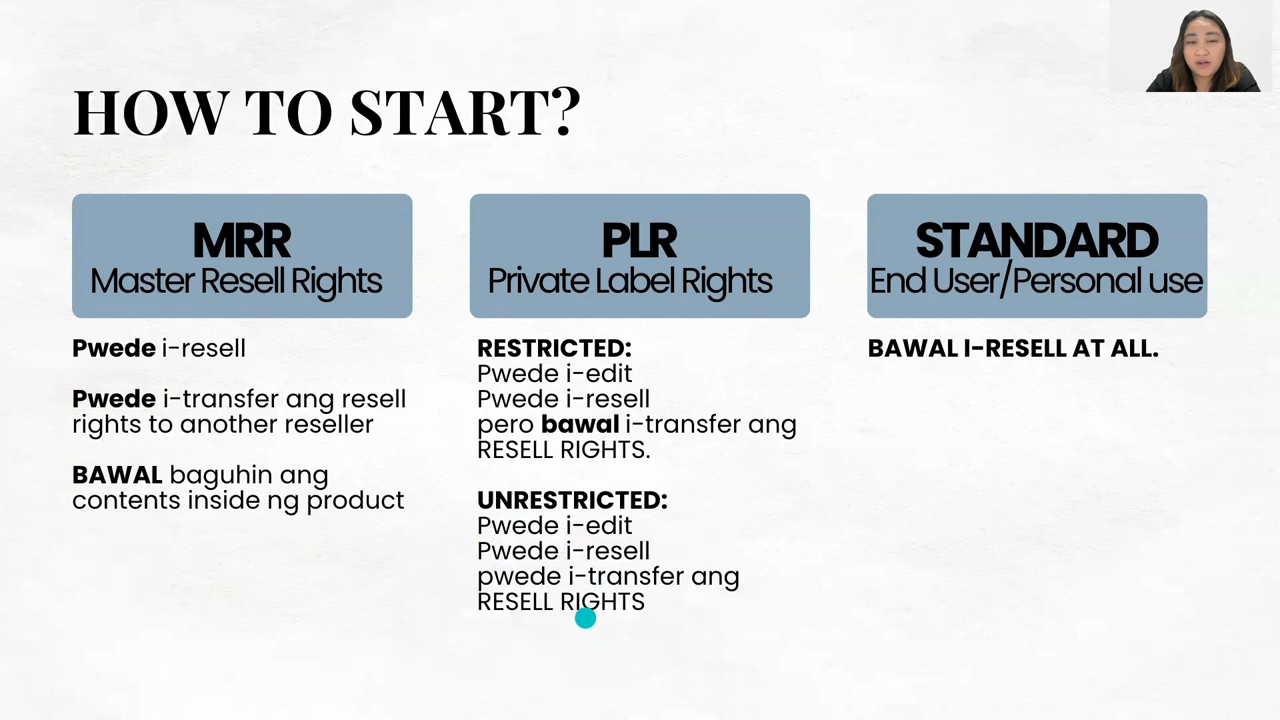 HOW TO START?
MRR
Master Resell Rights
Pwede i-resell
Pwede i-transfer ang resell
rights to another reseller
BAWAL baguhin ang
contents inside ng product
PLR
Private Label Rights
RESTRICTED:
Pwede i-edit
Pwede i-resell
pero bawal i-transfer ang
RESELL RIGHTS.
UNRESTRICTED:
Pwede i-edit
Pwede i-resell
pwede i-transfer ang
RESELL RIGHTS
STANDARD
End User/Personal use
BAWAL I-RESELL AT ALL.